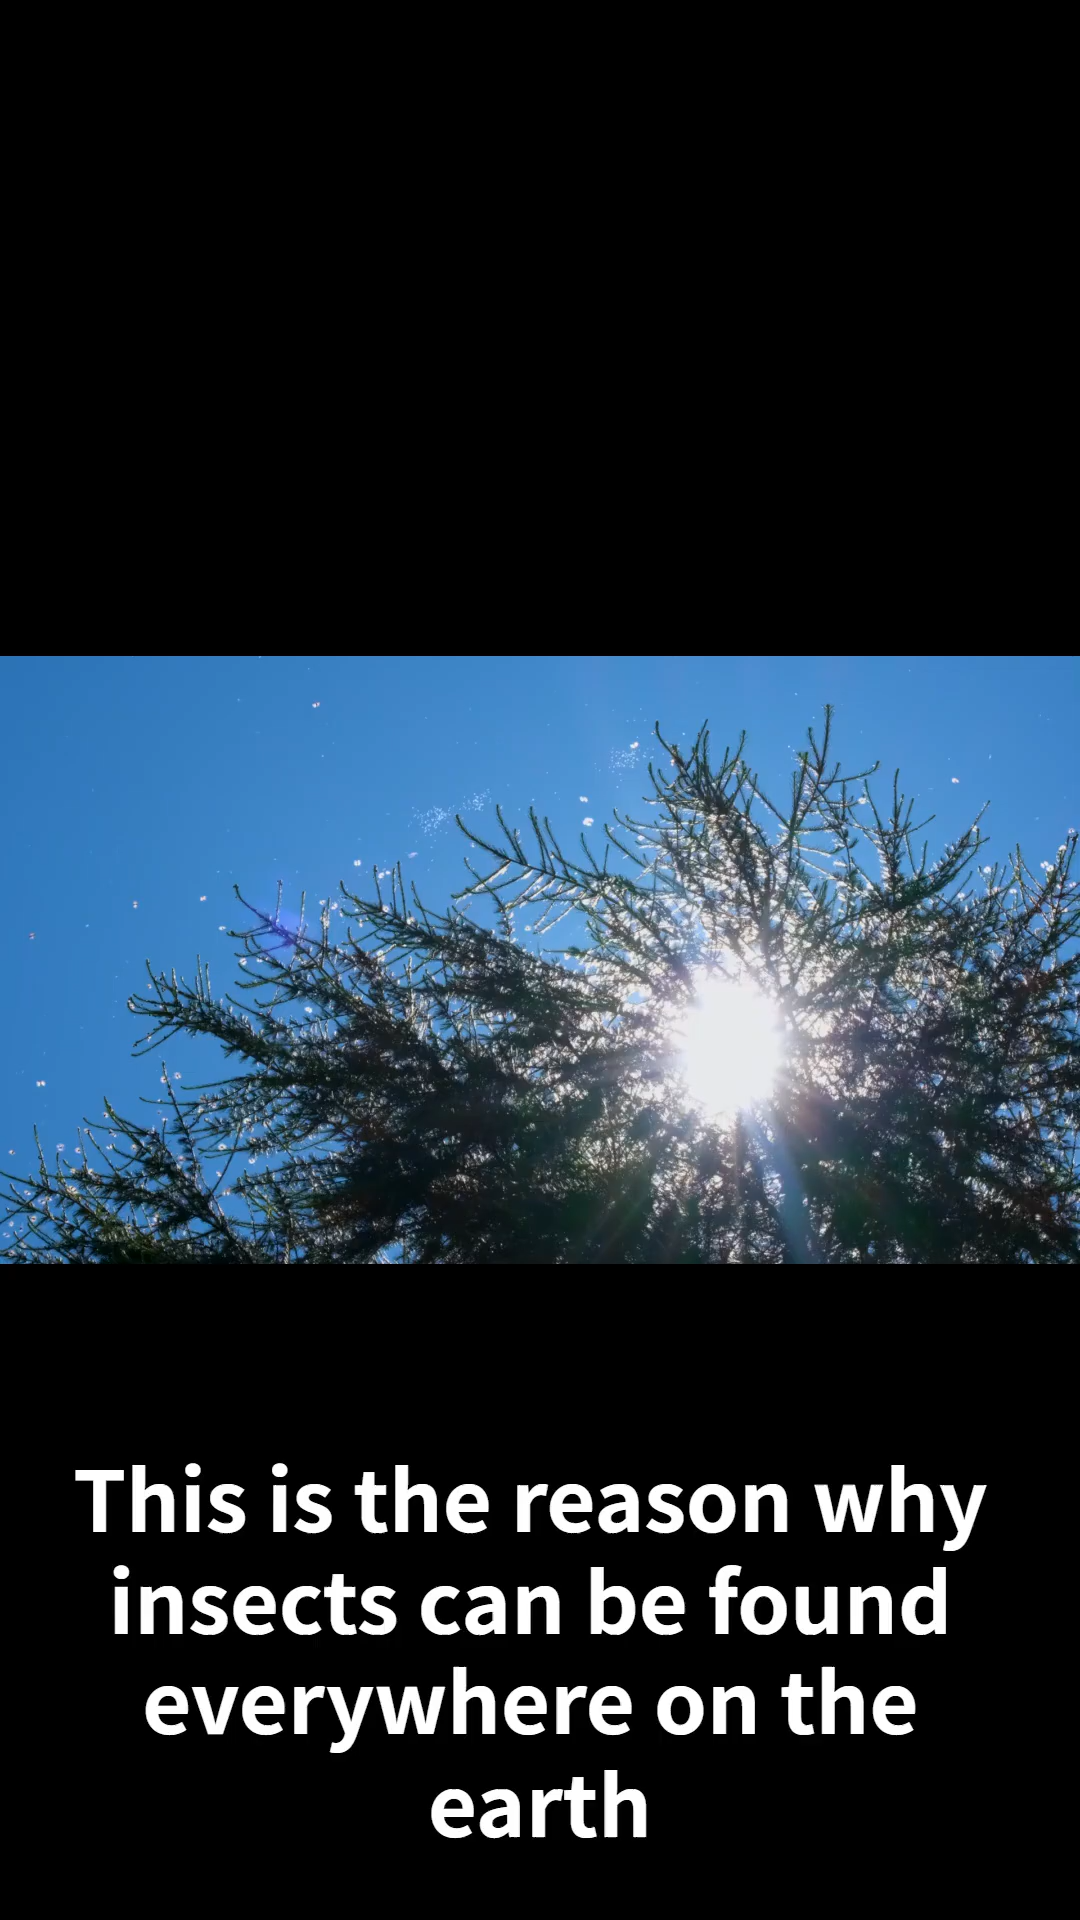 This is the reason why
insects can be found
everywhere on the
earth